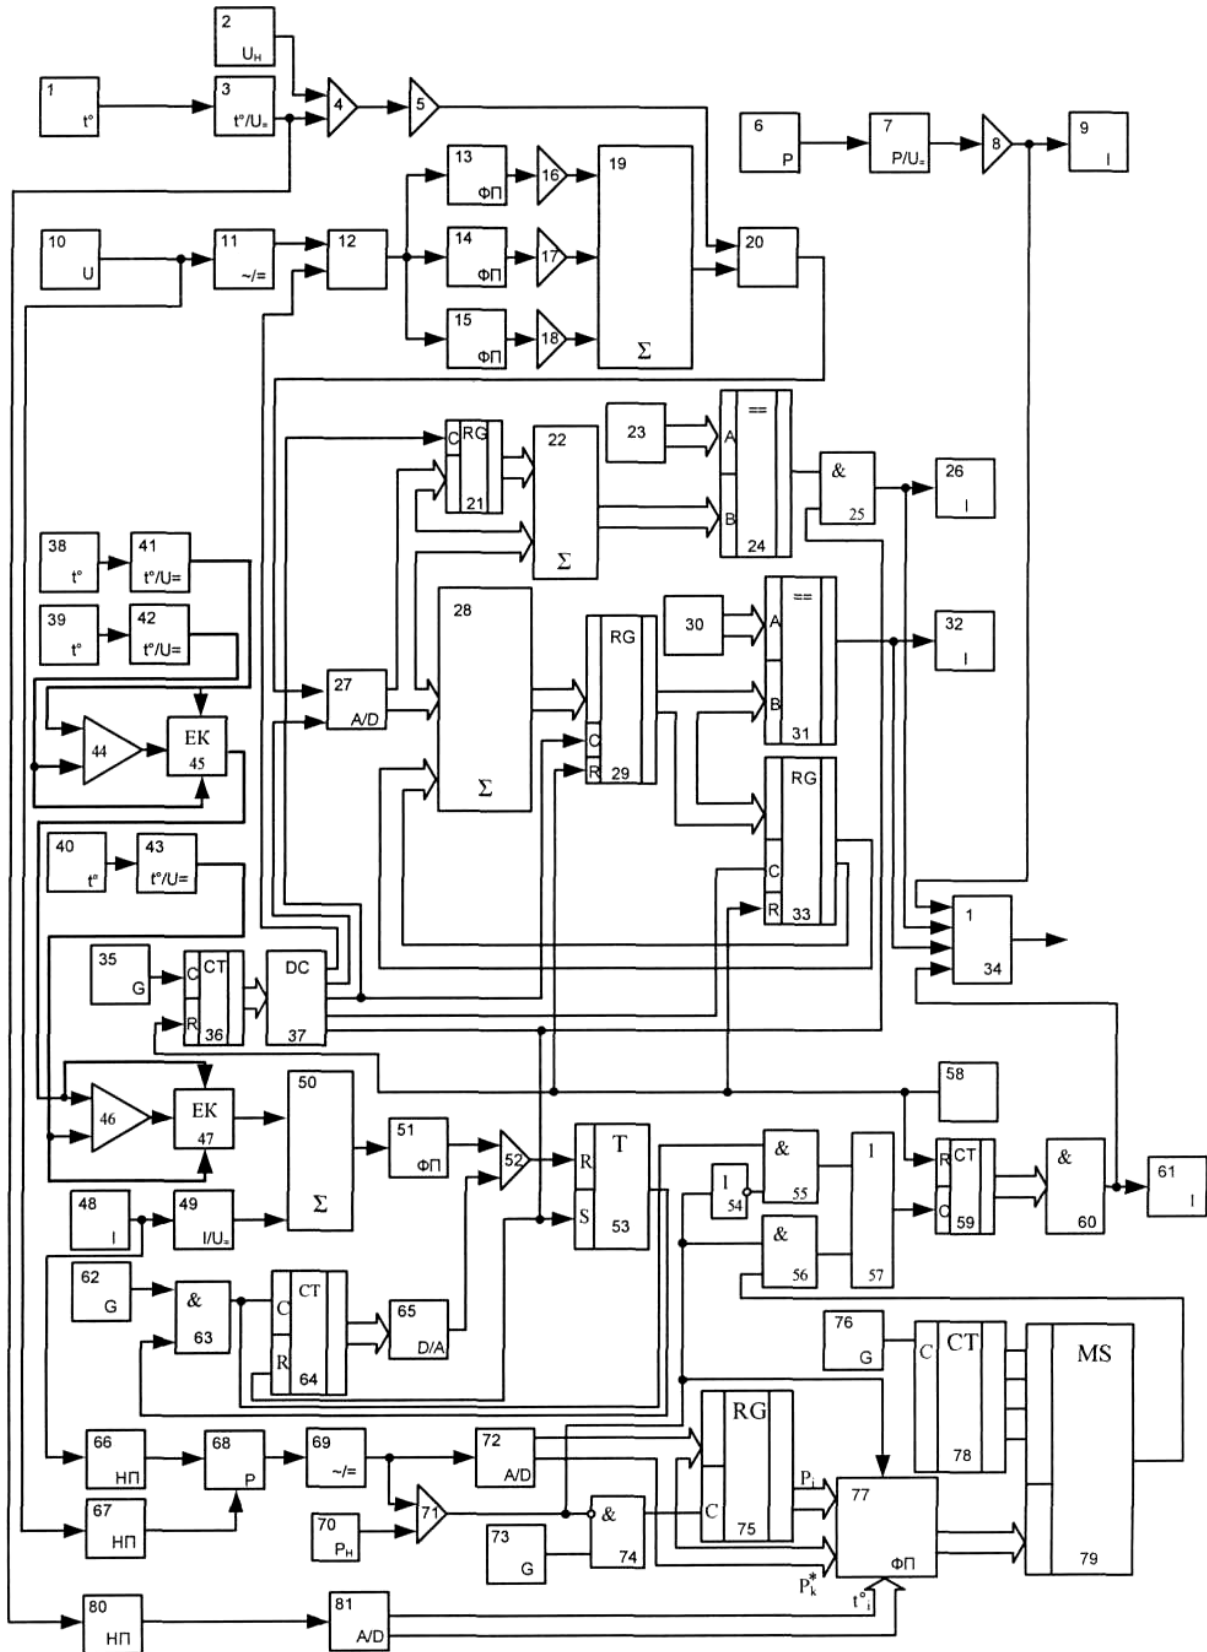 2
Uн
1
t°
3
t°/U=
4
5
6
P
7
P/U=
8
9
I
13
ФП
16
19
Σ
10
U
11
~/=
12
14
ФП
17
20
15
ФП
18
21
C
RG
22
Σ
23
A
B
==
24
&
25
26
I
38
t°
41
t°/U=
39
t°
42
t°/U=
27
A/D
28
Σ
RG
C
R
29
30
A
B
==
31
32
I
44
ЕК
45
40
t°
43
t°/U=
RG
C
R
33
1
34
35
G
C
R
CT
36
DC
37
46
ЕК
47
50
Σ
51
ФП
52
R
S
T
53
58
&
55
1
54
&
56
1
57
R
C
CT
59
&
60
61
I
48
I
49
I/U=
62
G
&
63
C
R
CT
64
65
D/A
76
G
C
CT
78
MS
79
66
НП
68
P
69
~/=
72
A/D
RG
C
75
Pi
77
ФП
67
НП
70
Pн
71
73
G
&
74
P*k
t°i
80
НП
81
A/D